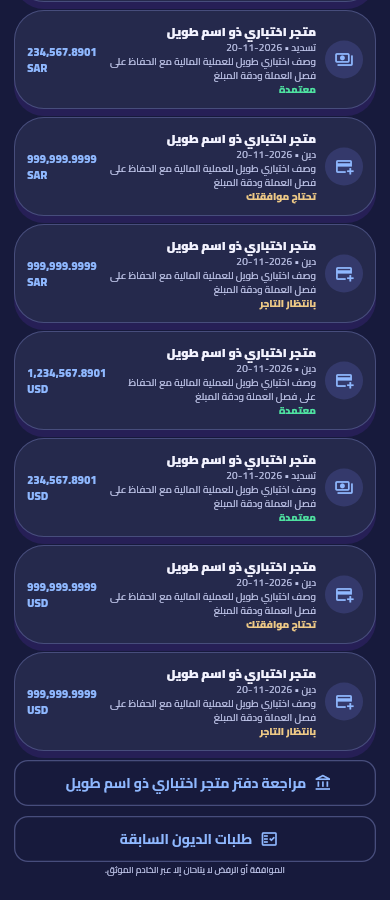 متجر اختباري ذو اسم طويل
تسديد • 2026-11-20
وصف اختباري طويل للعملية المالية مع الحفاظ على
فصل العملة ودقة المبلغ
معتمدة
234,567.8901
SAR
متجر اختباري ذو اسم طويل
دين • 2026-11-20
وصف اختباري طويل للعملية المالية مع الحفاظ على
فصل العملة ودقة المبلغ
تحتاج موافقتك
999,999.9999
SAR
متجر اختباري ذو اسم طويل
دين • 2026-11-20
وصف اختباري طويل للعملية المالية مع الحفاظ على
فصل العملة ودقة المبلغ
بانتظار التاجر
999,999.9999
SAR
متجر اختباري ذو اسم طويل
دين • 2026-11-20
وصف اختباري طويل للعملية المالية مع الحفاظ
على فصل العملة ودقة المبلغ
معتمدة
1,234,567.8901
USD
متجر اختباري ذو اسم طويل
تسديد • 2026-11-20
وصف اختباري طويل للعملية المالية مع الحفاظ على
فصل العملة ودقة المبلغ
معتمدة
234,567.8901
USD
متجر اختباري ذو اسم طويل
دين • 2026-11-20
وصف اختباري طويل للعملية المالية مع الحفاظ على
فصل العملة ودقة المبلغ
تحتاج موافقتك
999,999.9999
USD
متجر اختباري ذو اسم طويل
دين • 2026-11-20
وصف اختباري طويل للعملية المالية مع الحفاظ على
فصل العملة ودقة المبلغ
بانتظار التاجر
999,999.9999
USD
مراجعة دفتر متجر اختباري ذو اسم طويل
طلبات الديون السابقة
الموافقة أو الرفض لا يتاحان إلا عبر الخادم الموثق.